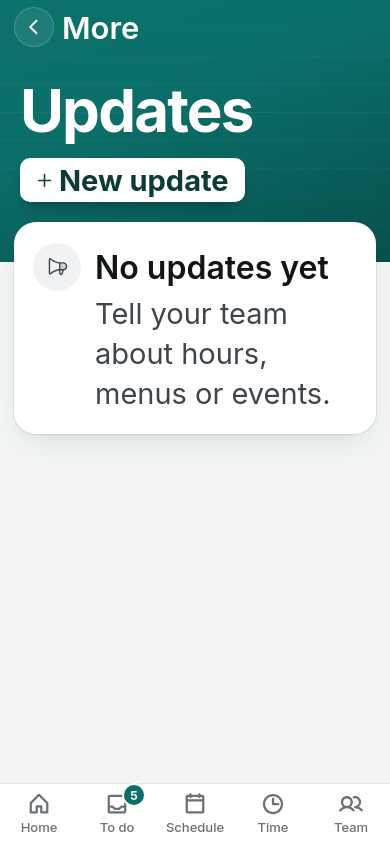 More
Updates
+ New update
No updates yet
Tell your team
about hours,
menus or events.
5
Home
To do
Schedule
Time
Team